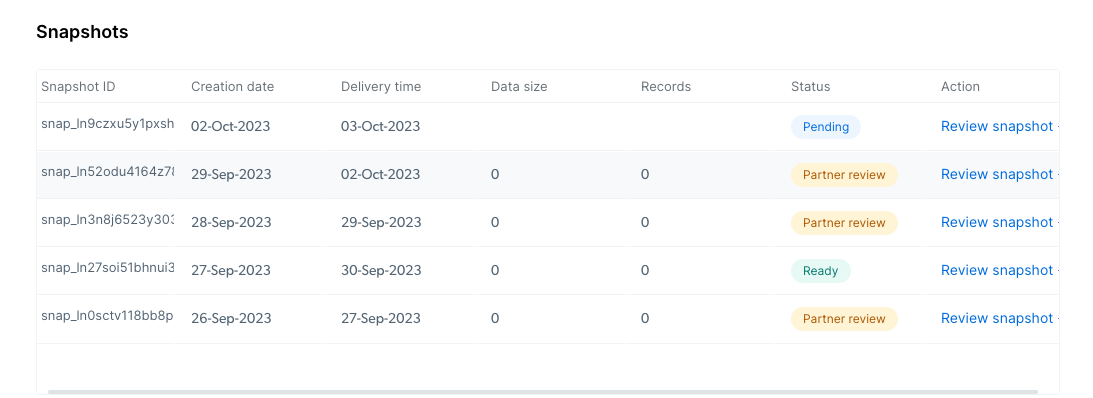 Snapshots
Snapshot ID Creation date Delivery time Data size Records Status Action
snap_ln9czxu5y1pxsh 02-Oct-2023 03-Oct-2023 Pending Review snapshot
snap_ln52odu4164z78 29-Sep-2023 02-Oct-2023 0 0 Partner review Review snapshot
snap_ln3n8j6523y303 28-Sep-2023 29-Sep-2023 0 0 Partner review Review snapshot
snap_ln27soi51bhnui3 27-Sep-2023 30-Sep-2023 0 0 Ready Review snapshot
snap_ln0sctv118bb8p 26-Sep-2023 27-Sep-2023 0 0 Partner review Review snapshot